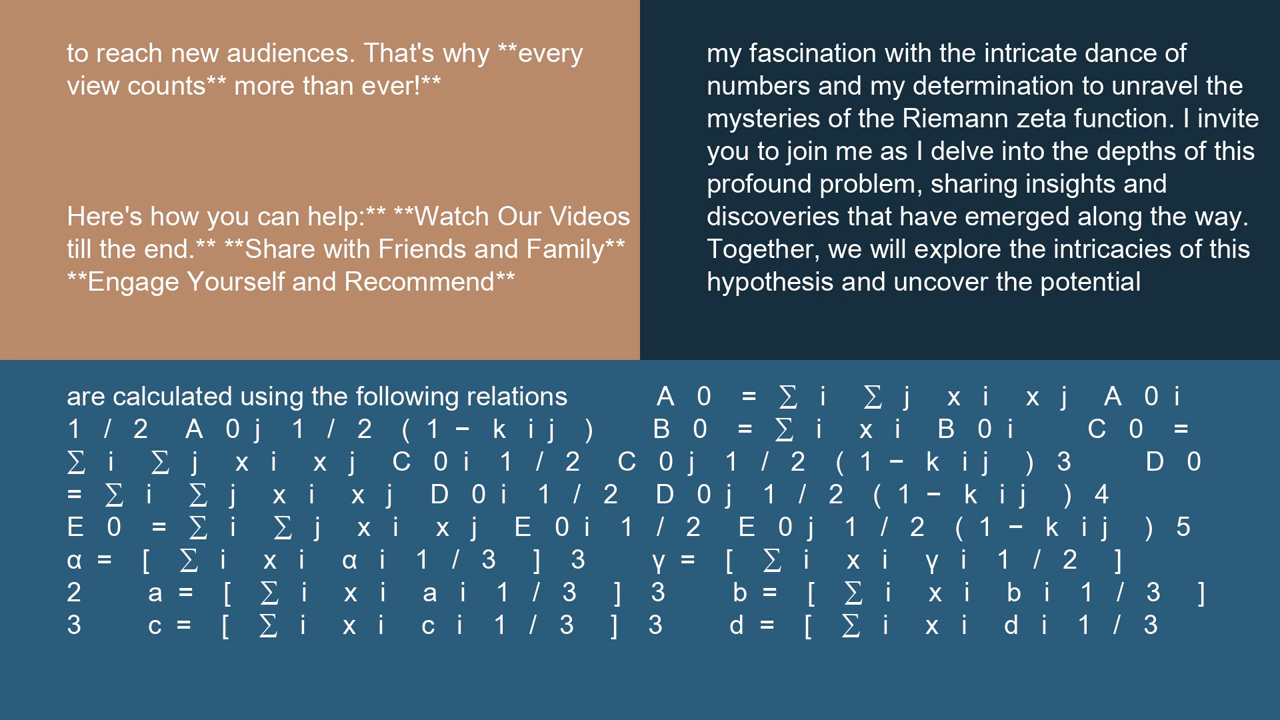 to reach new audiences. That's why **every
view counts** more than ever!**
Here's how you can help:** **Watch Our Videos
till the end.** **Share with Friends and Family**
**Engage Yourself and Recommend**
my fascination with the intricate dance of
numbers and my determination to unravel the
mysteries of the Riemann zeta function. I invite
you to join me as I delve into the depths of this
profound problem, sharing insights and
discoveries that have emerged along the way.
Together, we will explore the intricacies of this
hypothesis and uncover the potential
are calculated using the following relations A 0 = ∑ i ∑ j x i x j A 0 i
1 / 2 A 0 j 1 / 2 ( 1 − k i j ) B 0 = ∑ i x i B 0 i C 0 =
∑ i ∑ j x i x j C 0 i 1 / 2 C 0 j 1 / 2 ( 1 − k i j ) 3 D 0
= ∑ i ∑ j x i x j D 0 i 1 / 2 D 0 j 1 / 2 ( 1 − k i j ) 4
E 0 = ∑ i ∑ j x i x j E 0 i 1 / 2 E 0 j 1 / 2 ( 1 − k i j ) 5
α = [ ∑ i x i α i 1 / 3 ] 3 γ = [ ∑ i x i γ i 1 / 2 ]
2 a = [ ∑ i x i a i 1 / 3 ] 3 b = [ ∑ i x i b i 1 / 3 ]
3 c = [ ∑ i x i c i 1 / 3 ] 3 d = [ ∑ i x i d i 1 / 3